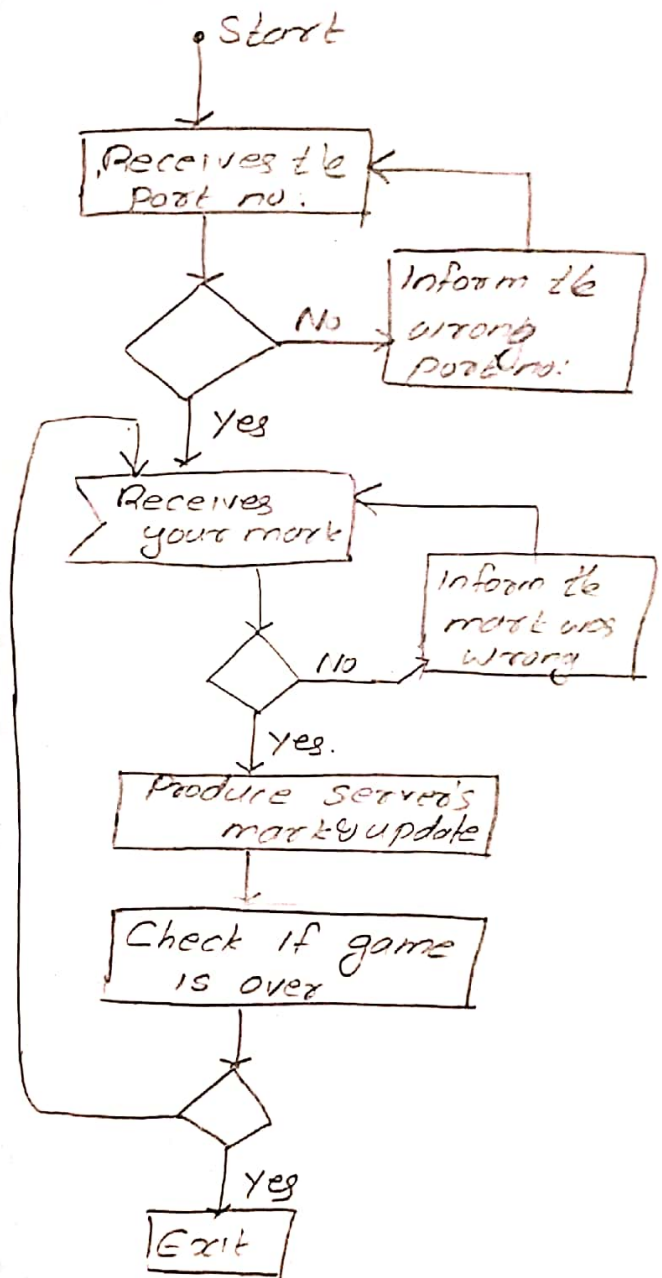 Start
Receives the
Port no:
No
Inform the
wrong
port no:
Yes
Receives
your mark
No
Inform the
mark was
wrong
Yes.
Produce server's
mark & update
Check if game
is over
Yes
Exit